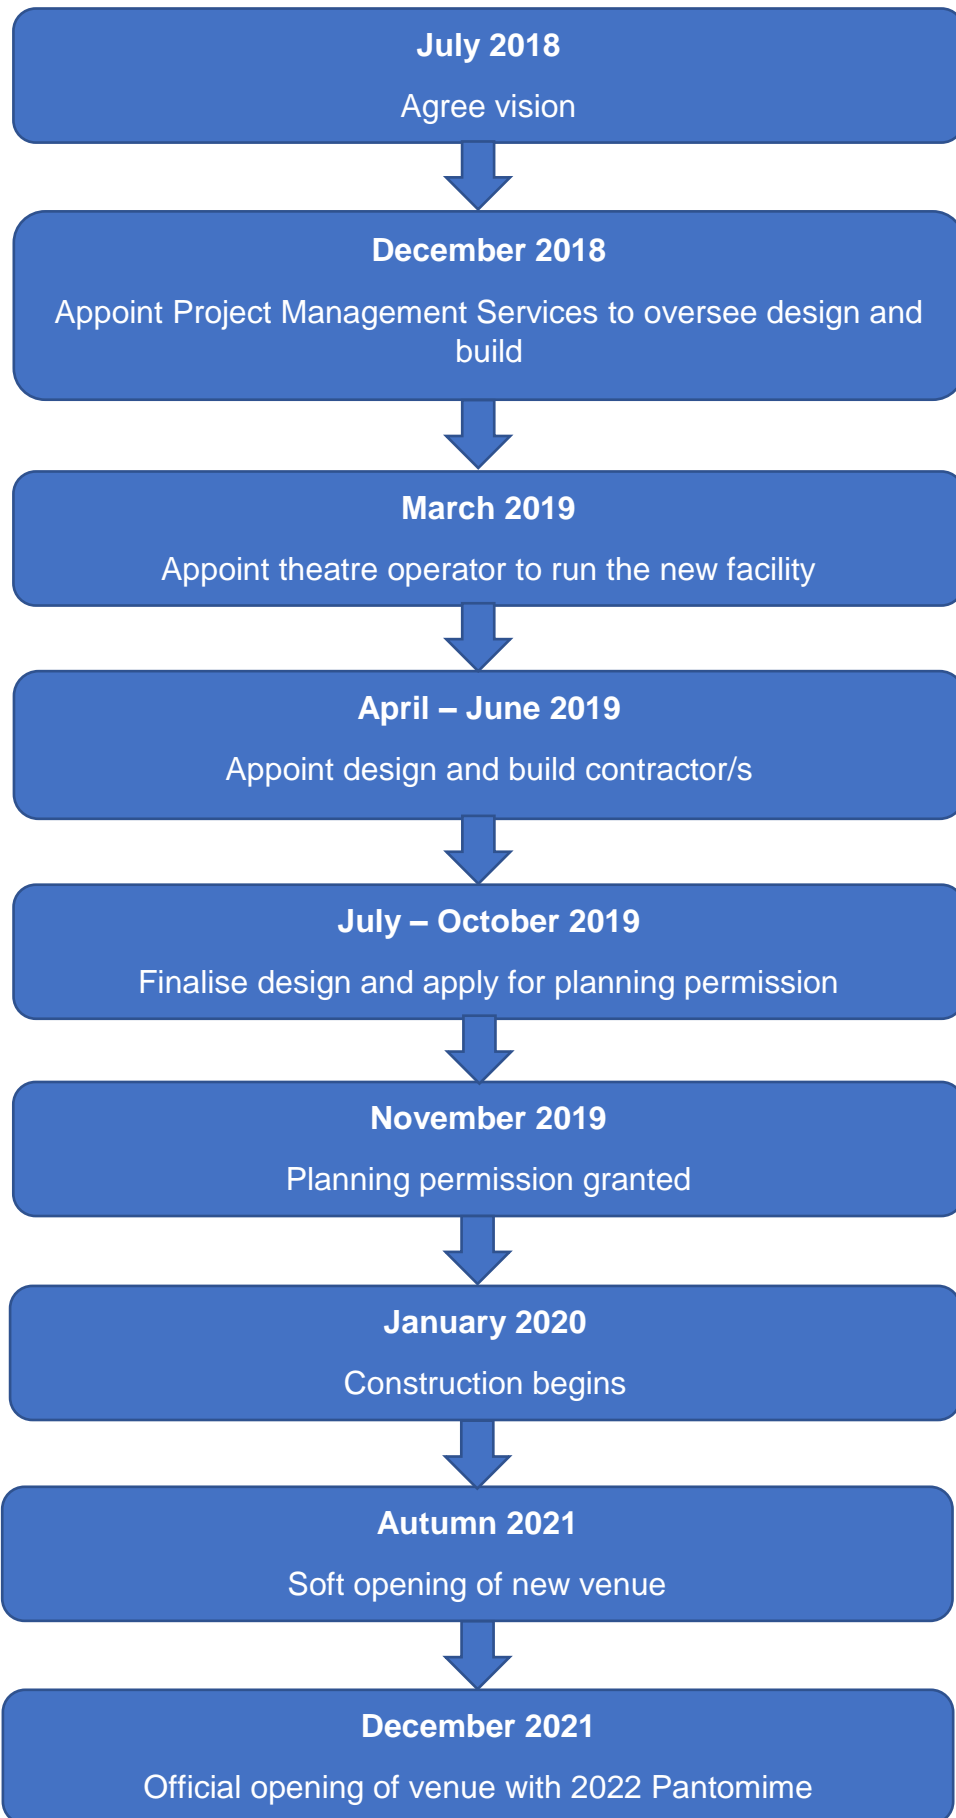 July 2018
Agree vision
December 2018
Appoint Project Management Services to oversee design and
build
March 2019
Appoint theatre operator to run the new facility
April – June 2019
Appoint design and build contractor/s
July – October 2019
Finalise design and apply for planning permission
November 2019
Planning permission granted
January 2020
Construction begins
Autumn 2021
Soft opening of new venue
December 2021
Official opening of venue with 2022 Pantomime